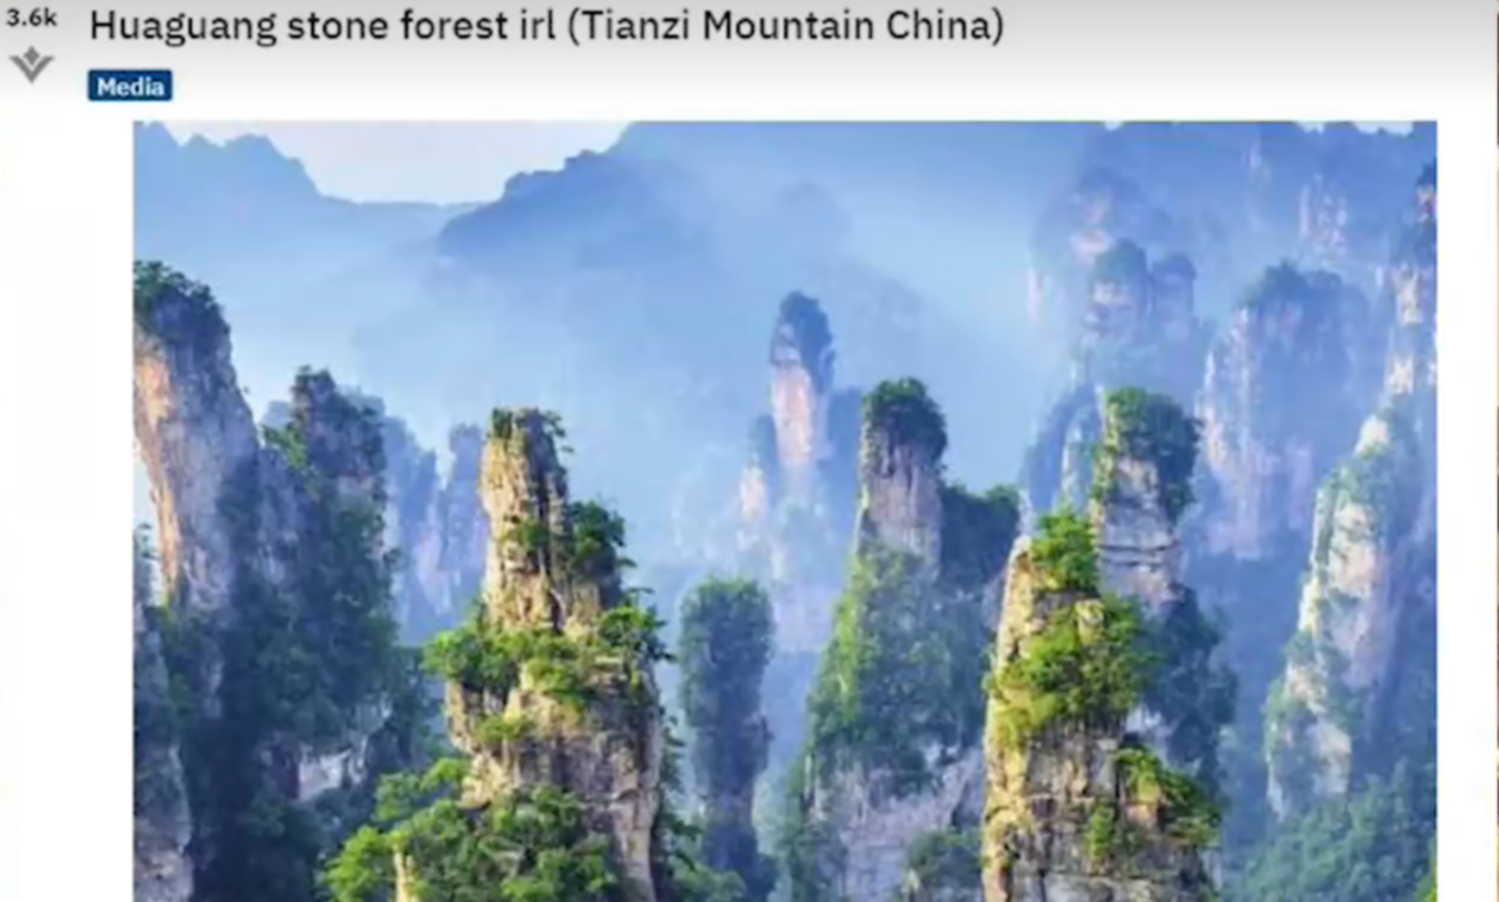 3.6k
Huaguang stone forest irl (Tianzi Mountain China)
Media